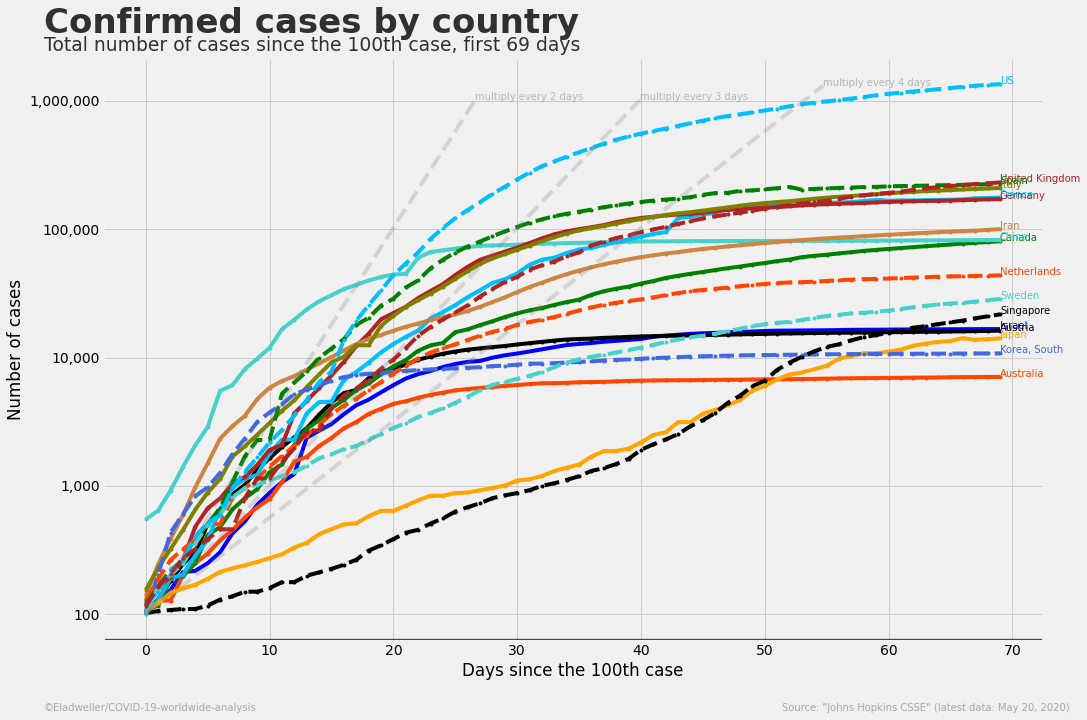 Confirmed cases by country
Total number of cases since the 100th case, first 69 days
multiply every 2 days
multiply every 3 days
multiply every 4 days
US
United Kingdom
Spain
Italy
Germany
Iran
Canada
Netherlands
Sweden
Singapore
Israel
Austria
Japan
Korea, South
Australia
1,000,000
100,000
10,000
1,000
100
Number of cases
0 10 20 30 40 50 60 70
Days since the 100th case
©Eladweller/COVID-19-worldwide-analysis
Source: "Johns Hopkins CSSE" (latest data: May 20, 2020)